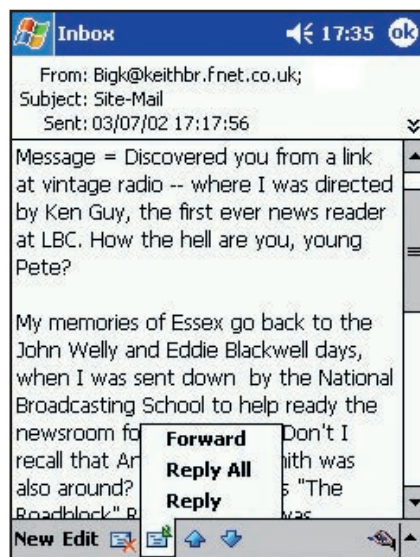 Inbox 17:35 ok
From: Bigk@keithbr.fnet.co.uk;
Subject: Site-Mail
Sent: 03/07/02 17:17:56
Message = Discovered you from a link
at vintage radio -- where I was directed
by Ken Guy, the first ever news reader
at LBC. How the hell are you, young
Pete?
My memories of Essex go back to the
John Welly and Eddie Blackwell days,
when I was sent down by the National
Broadcasting School to help ready the
newsroom fo Don't I
recall that An mith was
also around? s "The
Roadblock" R was
Forward
Reply All
Reply
New Edit